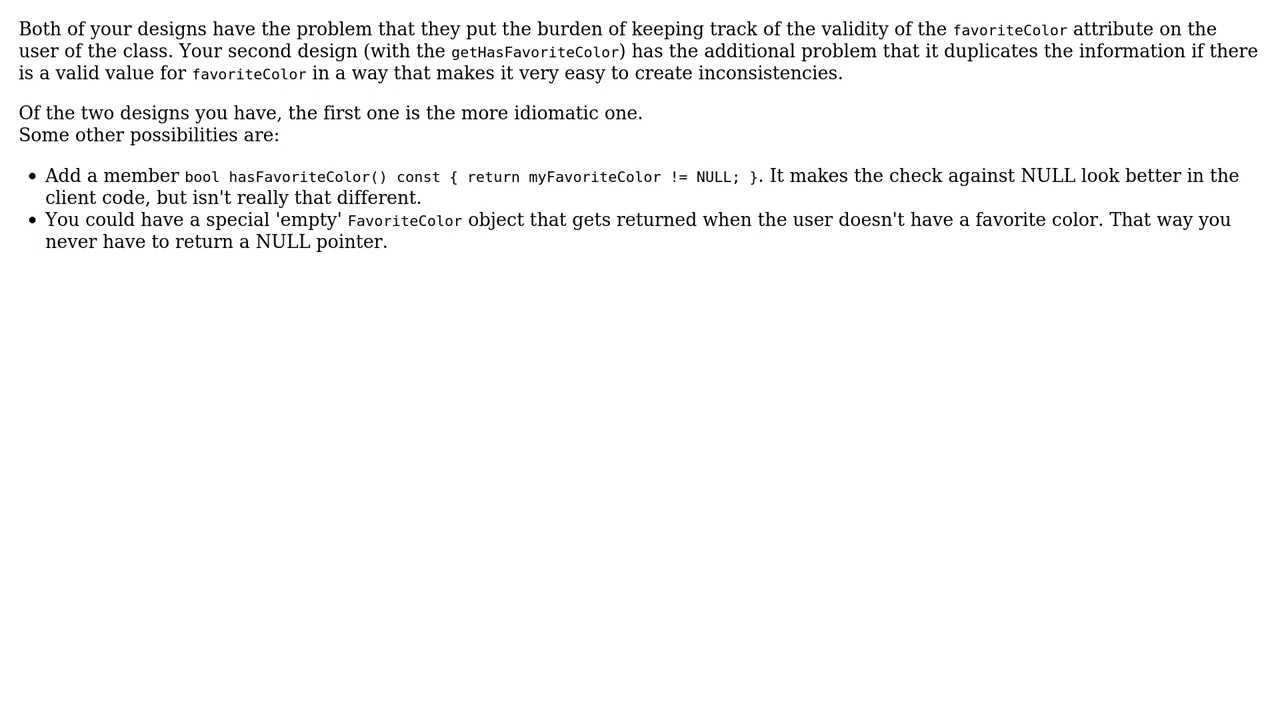 Both of your designs have the problem that they put the burden of keeping track of the validity of the favoriteColor attribute on the
user of the class. Your second design (with the getHasFavoriteColor) has the additional problem that it duplicates the information if there
is a valid value for favoriteColor in a way that makes it very easy to create inconsistencies.
Of the two designs you have, the first one is the more idiomatic one.
Some other possibilities are:
• Add a member bool hasFavoriteColor() const { return myFavoriteColor != NULL; }. It makes the check against NULL look better in the
client code, but isn't really that different.
• You could have a special 'empty' FavoriteColor object that gets returned when the user doesn't have a favorite color. That way you
never have to return a NULL pointer.